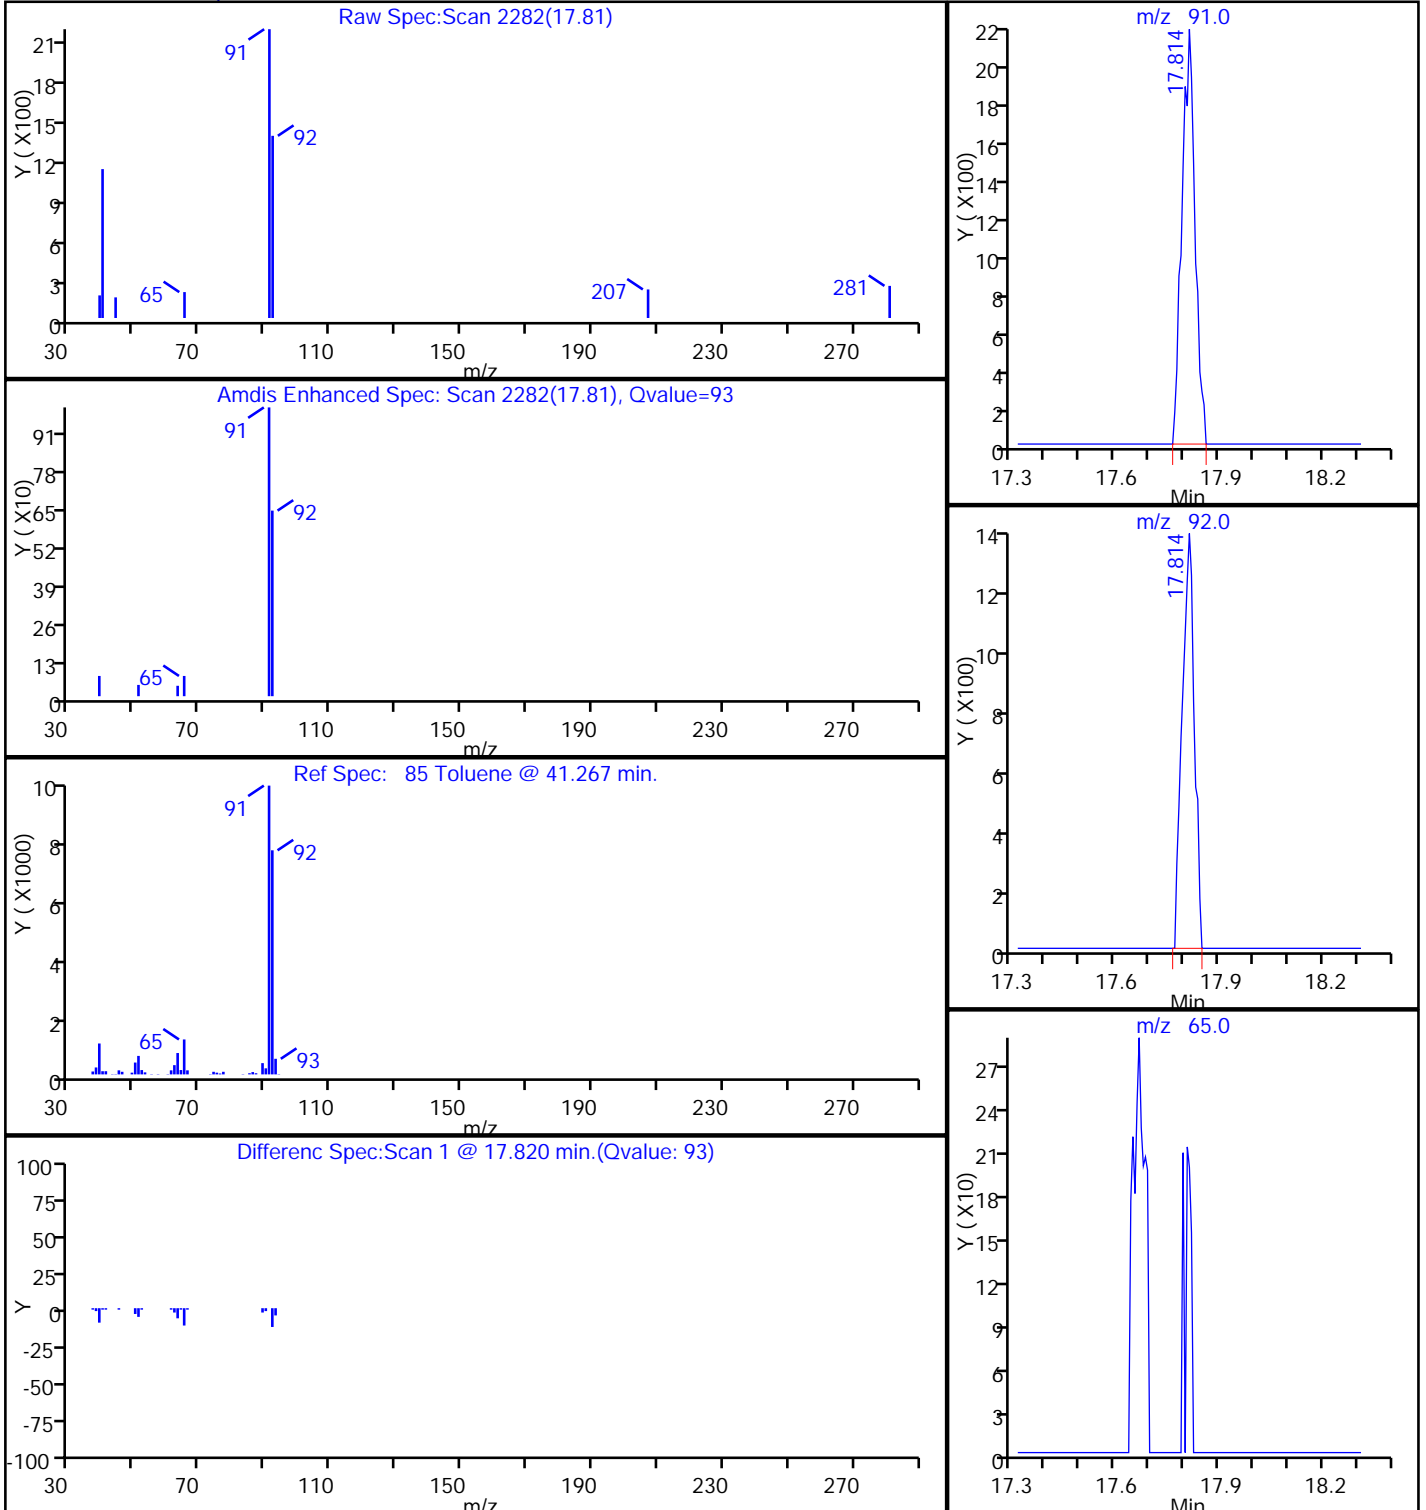 Raw Spec:Scan 2282(17.81)
Y ( X100)
21
18
15
12
9
6
3
0
91
92
65
207
281
30 70 110 150 190 230 270
m/z
Amdis Enhanced Spec: Scan 2282(17.81), Qvalue=93
Y ( X10)
91
78
65
52
39
26
13
0
91
92
65
30 70 110 150 190 230 270
m/z
Ref Spec: 85 Toluene @ 41.267 min.
Y ( X1000)
10
8
6
4
2
0
91
92
65
93
30 70 110 150 190 230 270
m/z
Differenc Spec:Scan 1 @ 17.820 min.(Qvalue: 93)
Y
100
75
50
25
0
-25
-50
-75
-100
30 70 110 150 190 230 270
m/z
m/z 91.0
Y ( X100)
22
20
18
16
14
12
10
8
6
4
2
0
17.814
17.3 17.6 17.9 18.2
Min
m/z 92.0
Y ( X100)
14
12
10
8
6
4
2
0
17.814
17.3 17.6 17.9 18.2
Min
m/z 65.0
Y ( X10)
27
24
21
18
15
12
9
6
3
0
17.3 17.6 17.9 18.2
Min